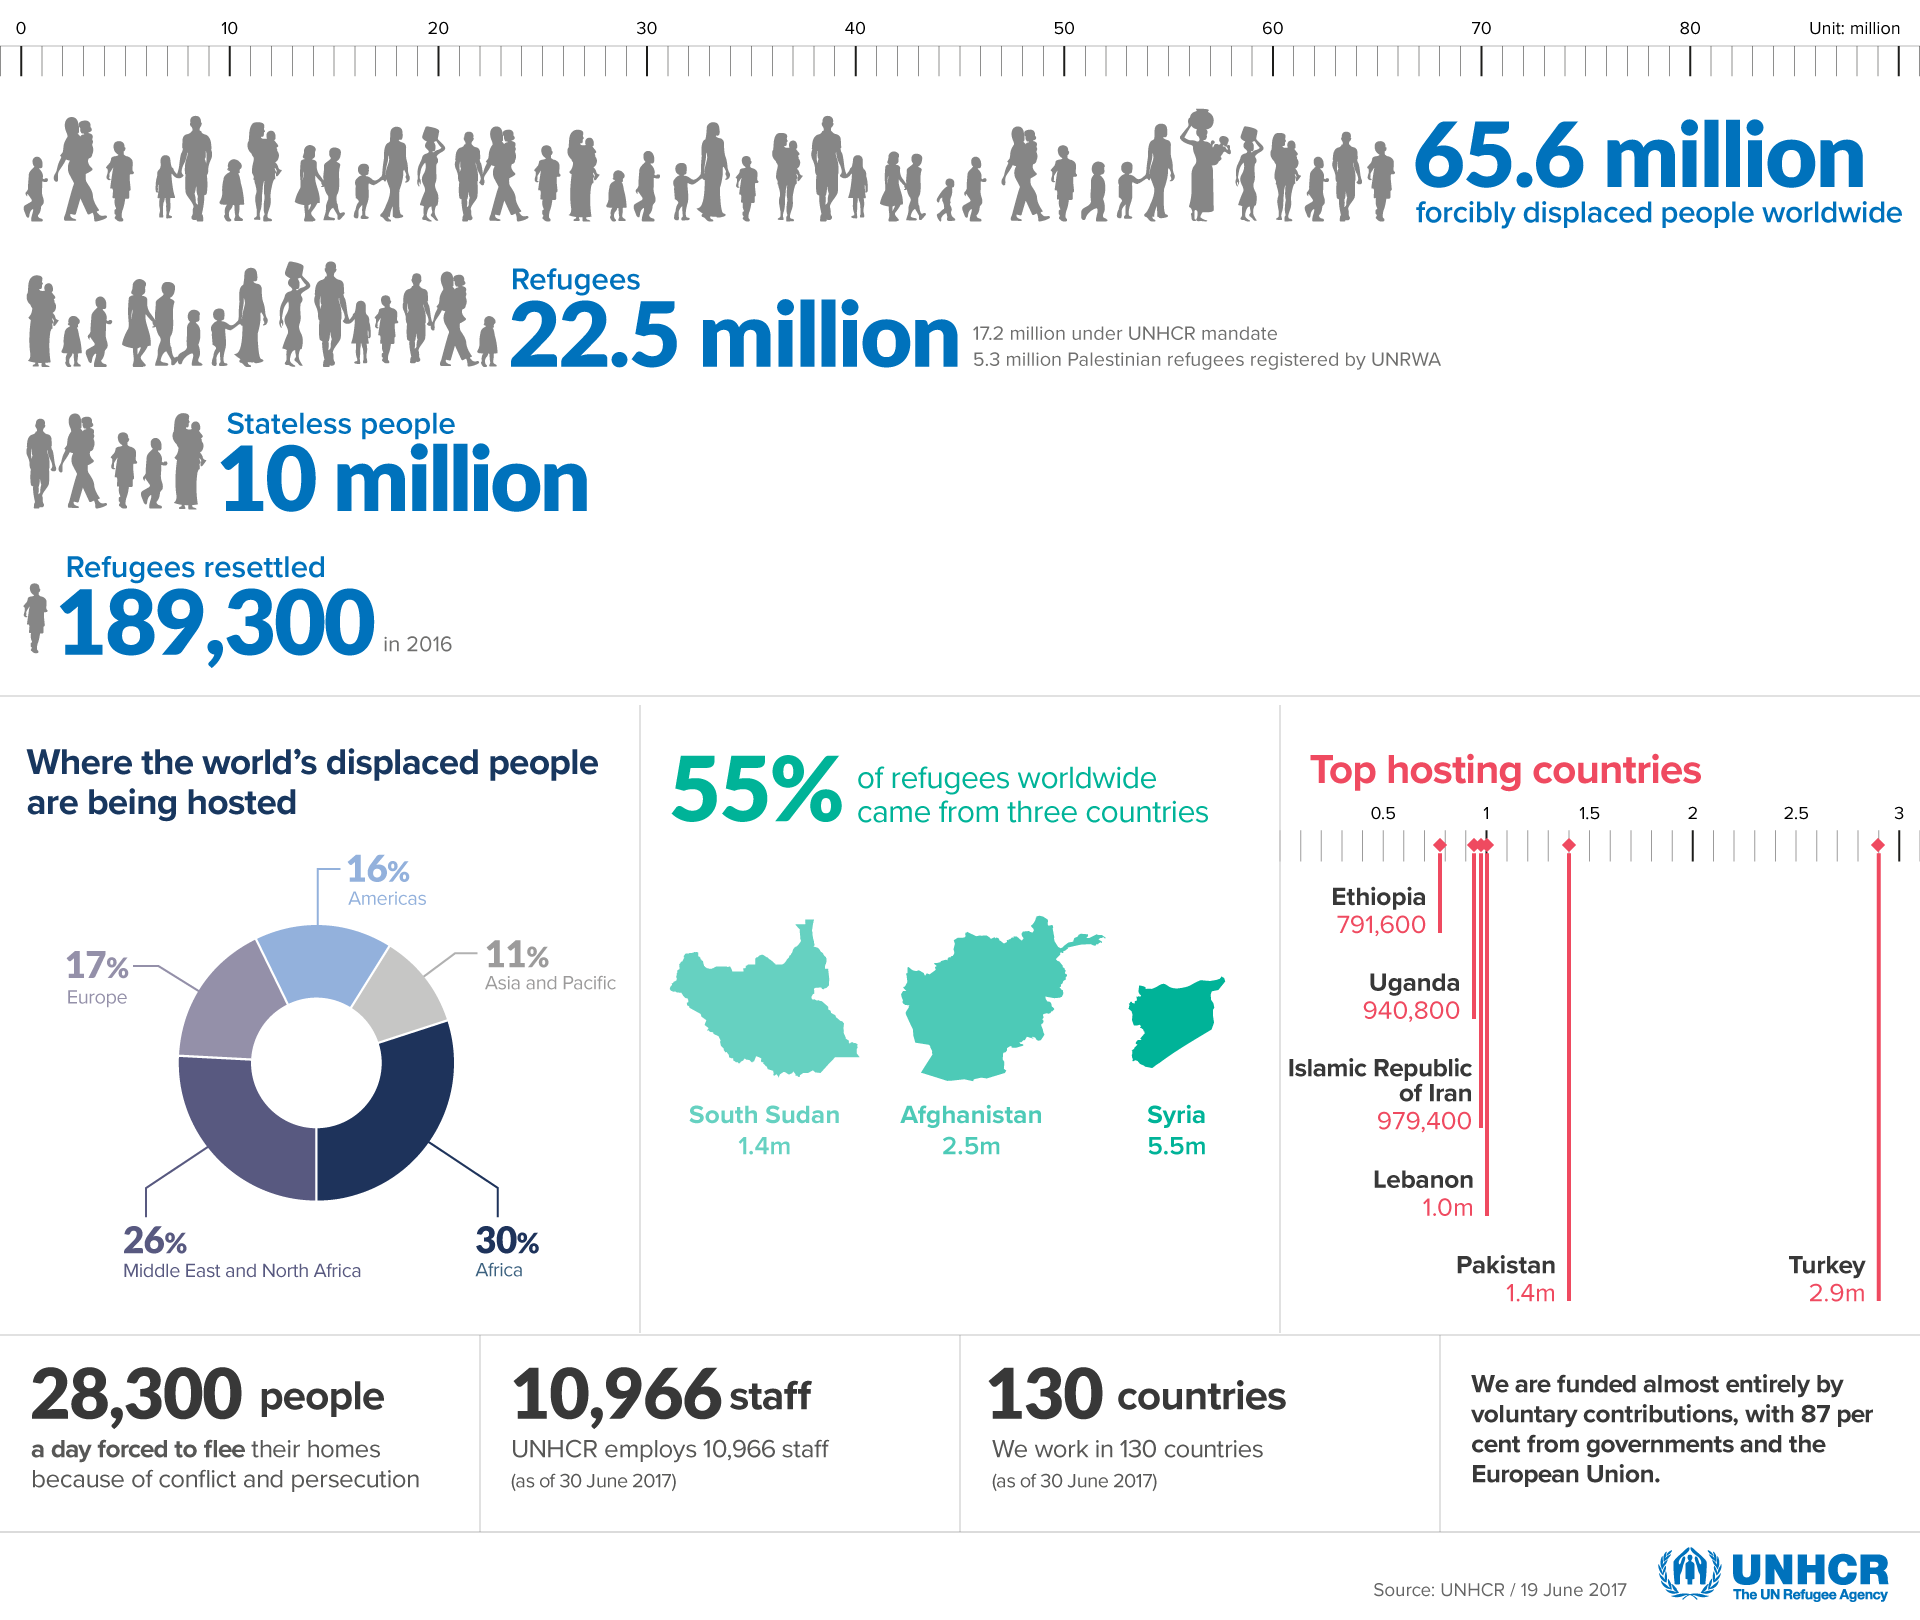 0 10 20 30 40 50 60 70 80 Unit: million
65.6 million
forcibly displaced people worldwide
Refugees
22.5 million
17.2 million under UNHCR mandate
5.3 million Palestinian refugees registered by UNRWA
Stateless people
10 million
Refugees resettled
189,300 in 2016
Where the world's displaced people
are being hosted
16%
Americas
11%
Asia and Pacific
17%
Europe
26%
Middle East and North Africa
30%
Africa
55%
of refugees worldwide
came from three countries
South Sudan
1.4m
Afghanistan
2.5m
Syria
5.5m
Top hosting countries
0.5 1 1.5 2 2.5 3
Ethiopia
791,600
Uganda
940,800
Islamic Republic
of Iran
979,400
Lebanon
1.0m
Pakistan
1.4m
Turkey
2.9m
28,300 people
a day forced to flee their homes
because of conflict and persecution
10,966 staff
UNHCR employs 10,966 staff
(as of 30 June 2017)
130 countries
We work in 130 countries
(as of 30 June 2017)
We are funded almost entirely by
voluntary contributions, with 87 per
cent from governments and the
European Union.
Source: UNHCR / 19 June 2017
UNHCR
The UN Refugee Agency